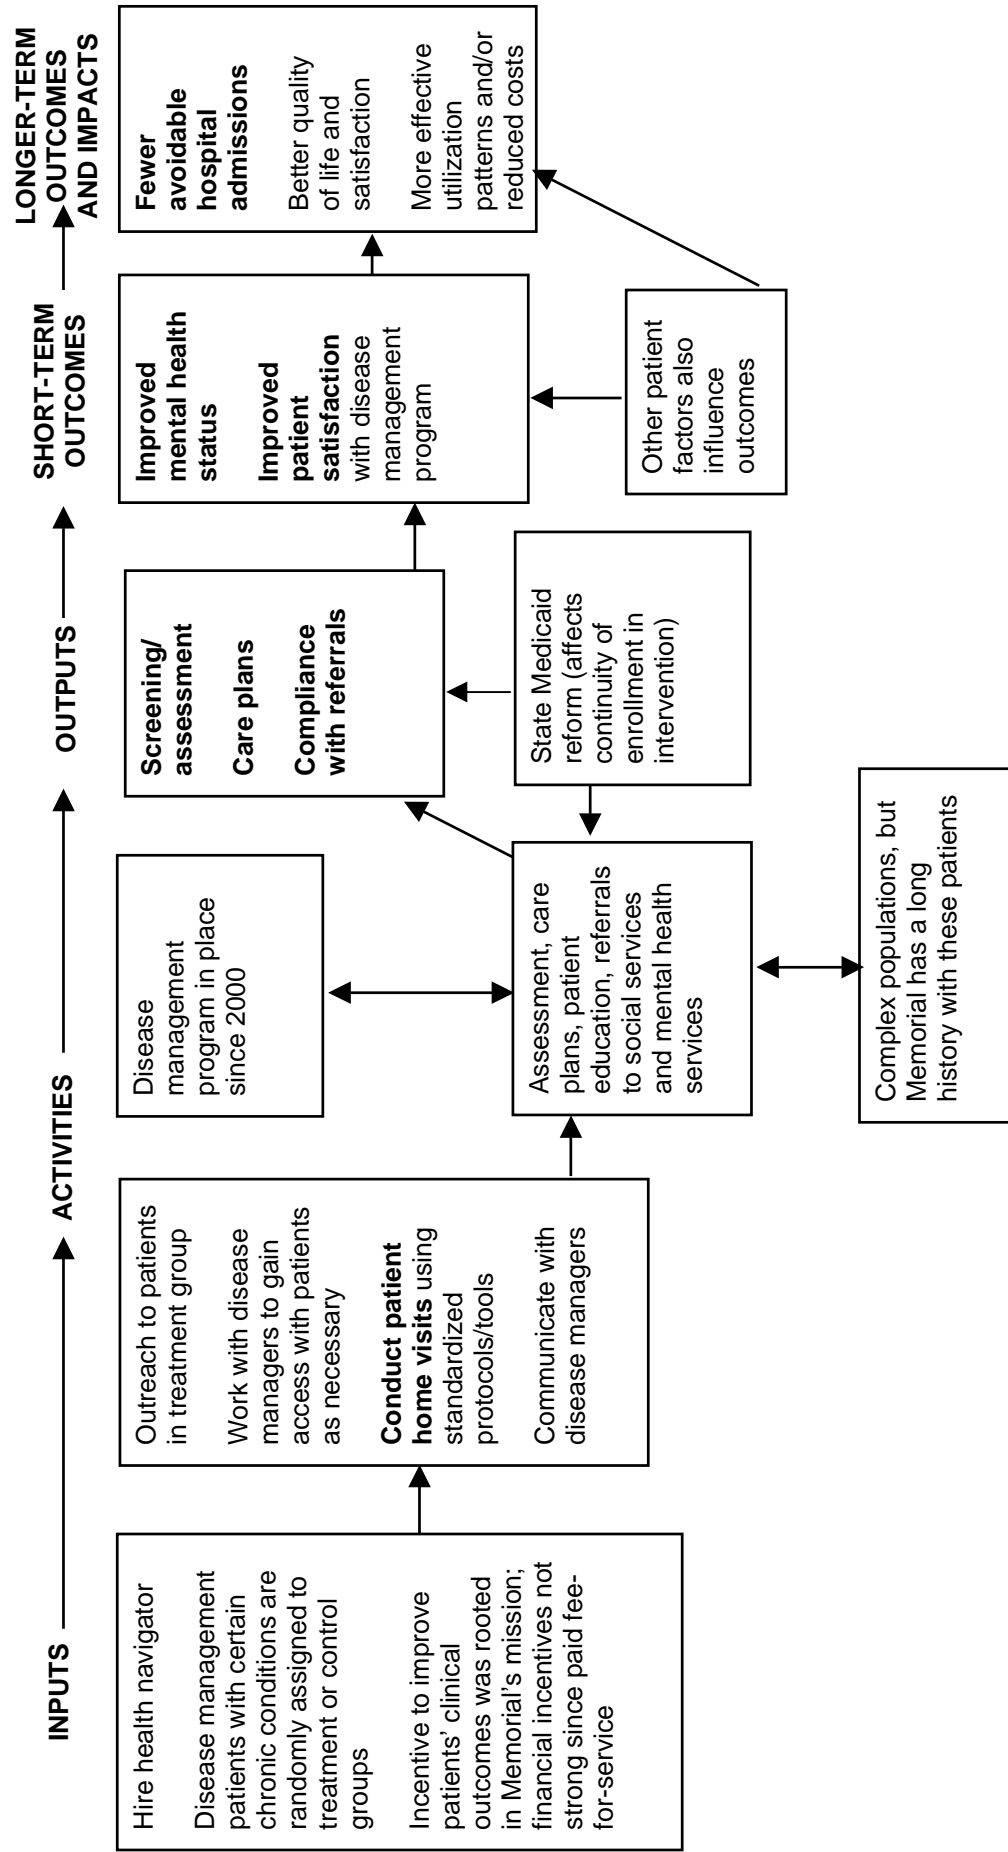 INPUTS
ACTIVITIES
OUTPUTS
SHORT-TERM
OUTCOMES
LONGER-TERM
OUTCOMES
AND IMPACTS
Hire health navigator
Disease management
patients with certain
chronic conditions are
randomly assigned to
treatment or control
groups
Incentive to improve
patients’ clinical
outcomes was rooted
in Memorial’s mission;
financial incentives not
strong since paid fee-
for-service
Outreach to patients
in treatment group
Work with disease
managers to gain
access with patients
as necessary
Conduct patient
home visits using
standardized
protocols/tools
Communicate with
disease managers
Disease
management
program in place
since 2000
Assessment, care
plans, patient
education, referrals
to social services
and mental health
services
Complex populations, but
Memorial has a long
history with these patients
Screening/
assessment
Care plans
Compliance
with referrals
State Medicaid
reform (affects
continuity of
enrollment in
intervention)
Improved
mental health
status
Improved
patient
satisfaction
with disease
management
program
Other patient
factors also
influence
outcomes
Fewer
avoidable
hospital
admissions
Better quality
of life and
satisfaction
More effective
utilization
patterns and/or
reduced costs